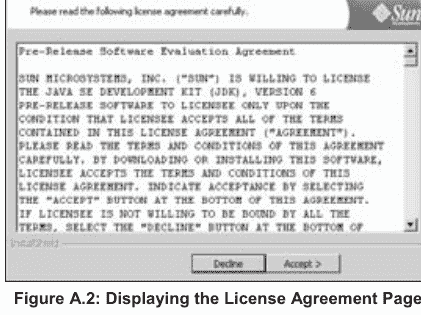 Please read the following license agreement carefully.
Sun
Pre-Release Software Evaluation Agreement
SUN MICROSYSTEMS, INC. ("SUN") IS WILLING TO LICENSE
THE JAVA SE DEVELOPMENT KIT (JDK), VERSION 6
PRE-RELEASE SOFTWARE TO LICENSEE ONLY UPON THE
CONDITION THAT LICENSEE ACCEPTS ALL OF THE TERMS
CONTAINED IN THIS LICENSE AGREEMENT ("AGREEMENT").
PLEASE READ THE TERMS AND CONDITIONS OF THIS AGREEMENT
CAREFULLY. BY DOWNLOADING OR INSTALLING THIS SOFTWARE,
LICENSEE ACCEPTS THE TERMS AND CONDITIONS OF THIS
LICENSE AGREEMENT. INDICATE ACCEPTANCE BY SELECTING
THE "ACCEPT" BUTTON AT THE BOTTOM OF THIS AGREEMENT.
IF LICENSEE IS NOT WILLING TO BE BOUND BY ALL THE
TERMS, SELECT THE "DECLINE" BUTTON AT THE BOTTOM OF
InstallShield
Decline
Accept >
Figure A.2: Displaying the License Agreement Page